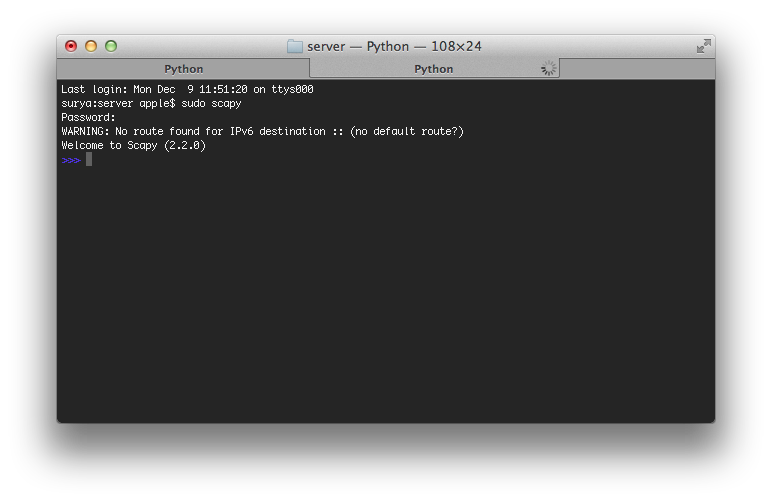 server — Python — 108×24
Python Python
Last login: Mon Dec  9 11:51:20 on ttys000
surya:server apple$ sudo scapy
Password:
WARNING: No route found for IPv6 destination :: (no default route?)
Welcome to Scapy (2.2.0)
>>>